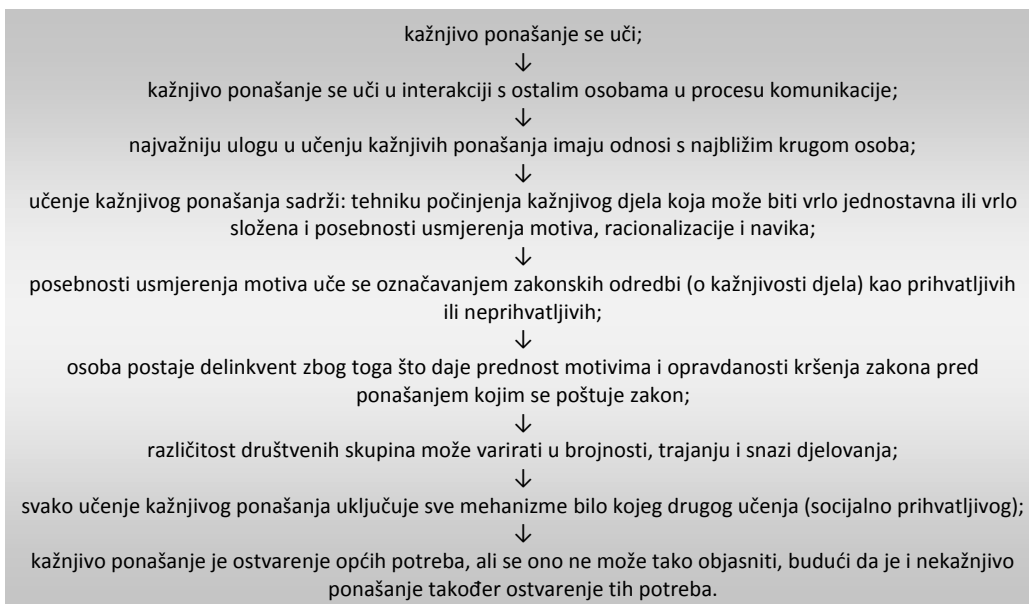 kažnjivo ponašanje se uči;
↓
kažnjivo ponašanje se uči u interakciji s ostalim osobama u procesu komunikacije;
↓
najvažniju ulogu u učenju kažnjivih ponašanja imaju odnosi s najbližim krugom osoba;
↓
učenje kažnjivog ponašanja sadrži: tehniku počinjenja kažnjivog djela koja može biti vrlo jednostavna ili vrlo
složena i posebnosti usmjerenja motiva, racionalizacije i navika;
↓
posebnosti usmjerenja motiva uče se označavanjem zakonskih odredbi (o kažnjivosti djela) kao prihvatljivih
ili neprihvatljivih;
↓
osoba postaje delinkvent zbog toga što daje prednost motivima i opravdanosti kršenja zakona pred
ponašanjem kojim se poštuje zakon;
↓
različitost društvenih skupina može varirati u brojnosti, trajanju i snazi djelovanja;
↓
svako učenje kažnjivog ponašanja uključuje sve mehanizme bilo kojeg drugog učenja (socijalno prihvatljivog);
↓
kažnjivo ponašanje je ostvarenje općih potreba, ali se ono ne može tako objasniti, budući da je i nekažnjivo
ponašanje također ostvarenje tih potreba.